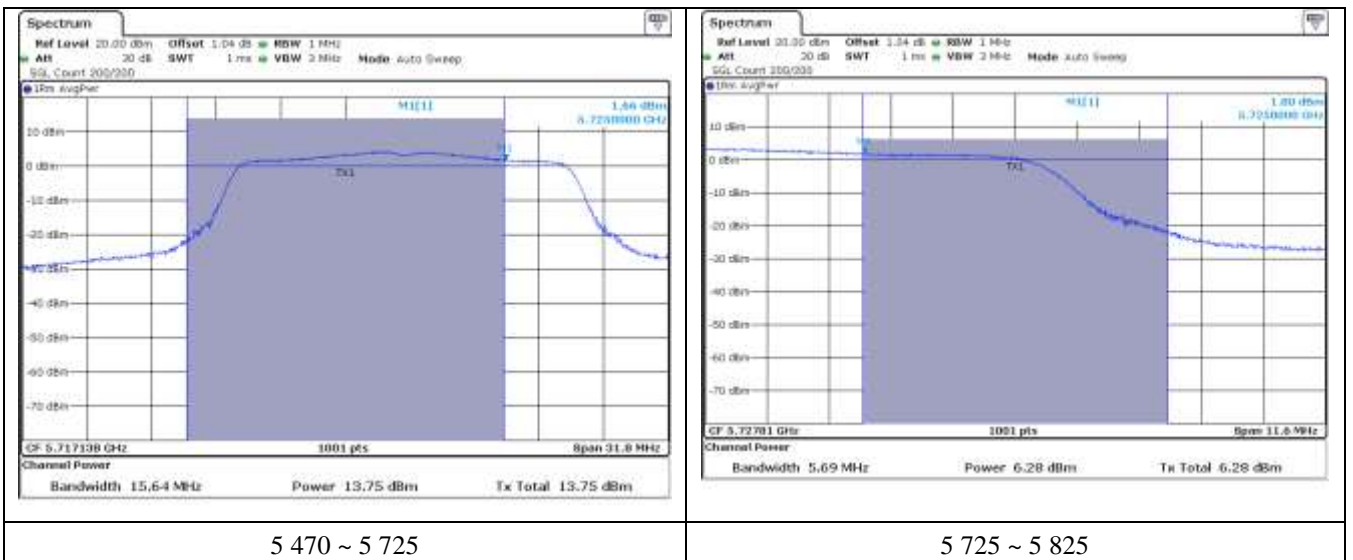 Spectrum
Ref Level 20.00 dBm Offset 1.04 dB RBW 1 MHz
Att 30 dB SWT 1 ms VBW 3 MHz Mode Auto Sweep
SGL Count 200/200
1Rm AvgPwr
M1[1] 1.66 dBm
5.7250000 GHz
10 dBm
0 dBm
M1
TX1
-10 dBm
-20 dBm
-30 dBm
-40 dBm
-50 dBm
-60 dBm
-70 dBm
CF 5.717138 GHz 1001 pts Span 31.8 MHz
Channel Power
Bandwidth 15.64 MHz Power 13.75 dBm Tx Total 13.75 dBm
5 470 ~ 5 725
Spectrum
Ref Level 20.00 dBm Offset 1.04 dB RBW 1 MHz
Att 30 dB SWT 1 ms VBW 3 MHz Mode Auto Sweep
SGL Count 200/200
1Rm AvgPwr
M1[1] 1.80 dBm
5.7250000 GHz
10 dBm
0 dBm
TX1
-10 dBm
-20 dBm
-30 dBm
-40 dBm
-50 dBm
-60 dBm
-70 dBm
CF 5.72781 GHz 1001 pts Span 11.6 MHz
Channel Power
Bandwidth 5.69 MHz Power 6.28 dBm Tx Total 6.28 dBm
5 725 ~ 5 825